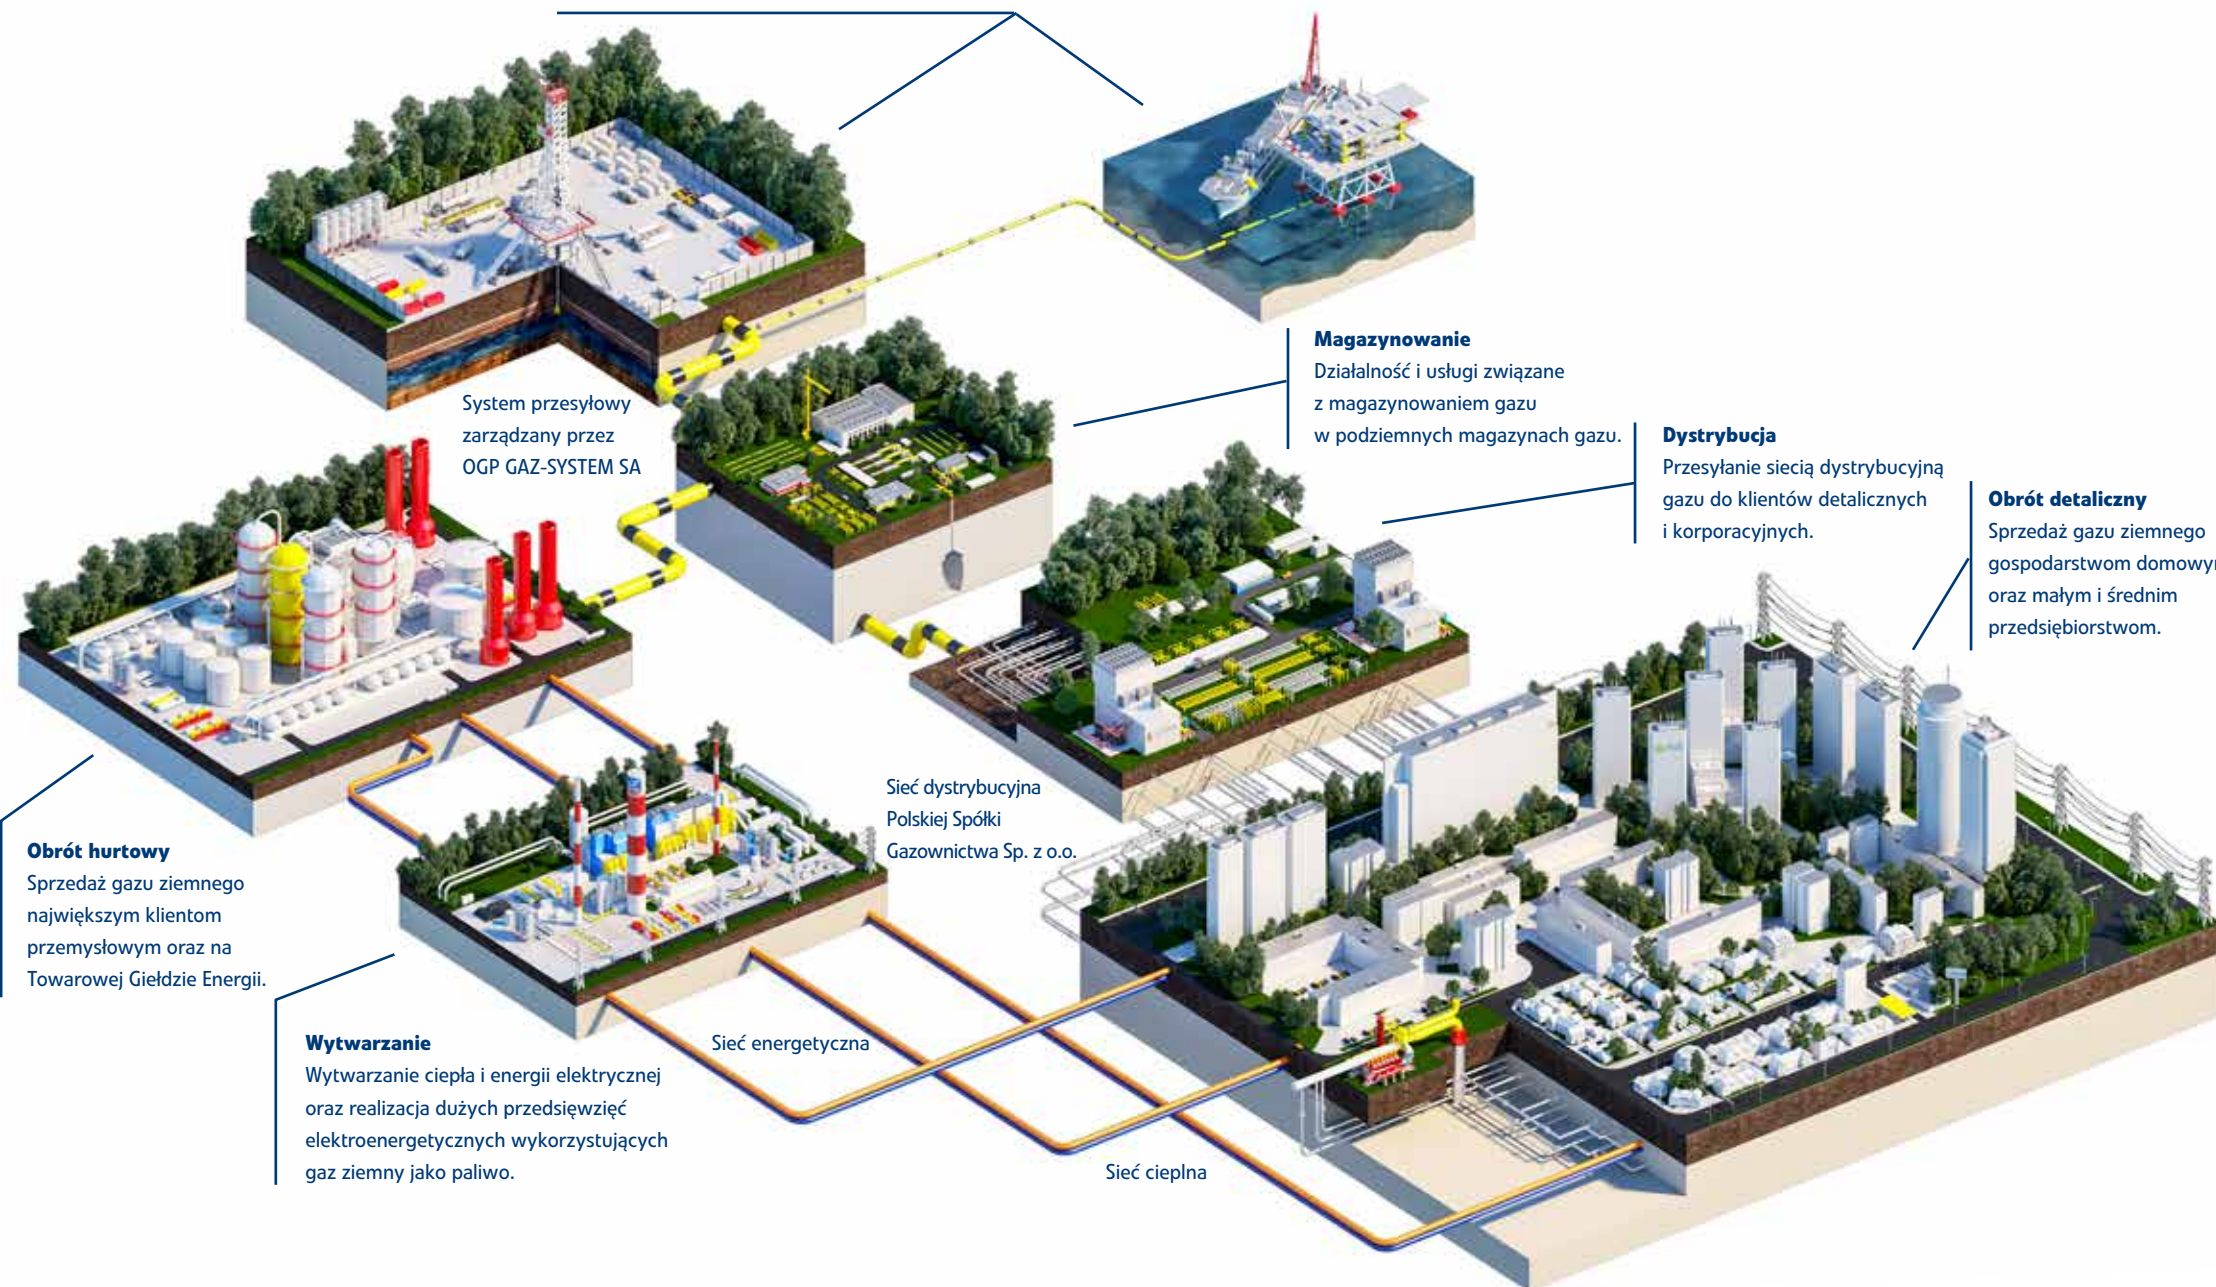 Magazynowanie
Działalność i usługi związane
z magazynowaniem gazu
w podziemnych magazynach gazu.
System przesyłowy
zarządzany przez
OGP GAZ-SYSTEM SA
Dystrybucja
Przesyłanie siecią dystrybucyjną
gazu do klientów detalicznych
i korporacyjnych.
Obrót detaliczny
Sprzedaż gazu ziemnego
gospodarstwom domowy
oraz małym i średnim
przedsiębiorstwom.
Sieć dystrybucyjna
Polskiej Spółki
Gazownictwa Sp. z o.o.
Obrót hurtowy
Sprzedaż gazu ziemnego
największym klientom
przemysłowym oraz na
Towarowej Giełdzie Energii.
Wytwarzanie
Wytwarzanie ciepła i energii elektrycznej
oraz realizacja dużych przedsięwzięć
elektroenergetycznych wykorzystujących
gaz ziemny jako paliwo.
Sieć energetyczna
Sieć cieplna